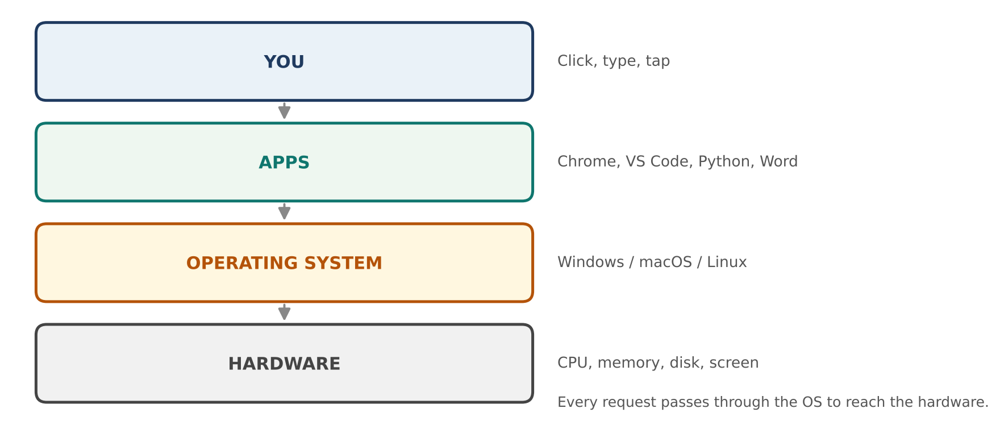 YOU
Click, type, tap
APPS
Chrome, VS Code, Python, Word
OPERATING SYSTEM
Windows / macOS / Linux
HARDWARE
CPU, memory, disk, screen
Every request passes through the OS to reach the hardware.